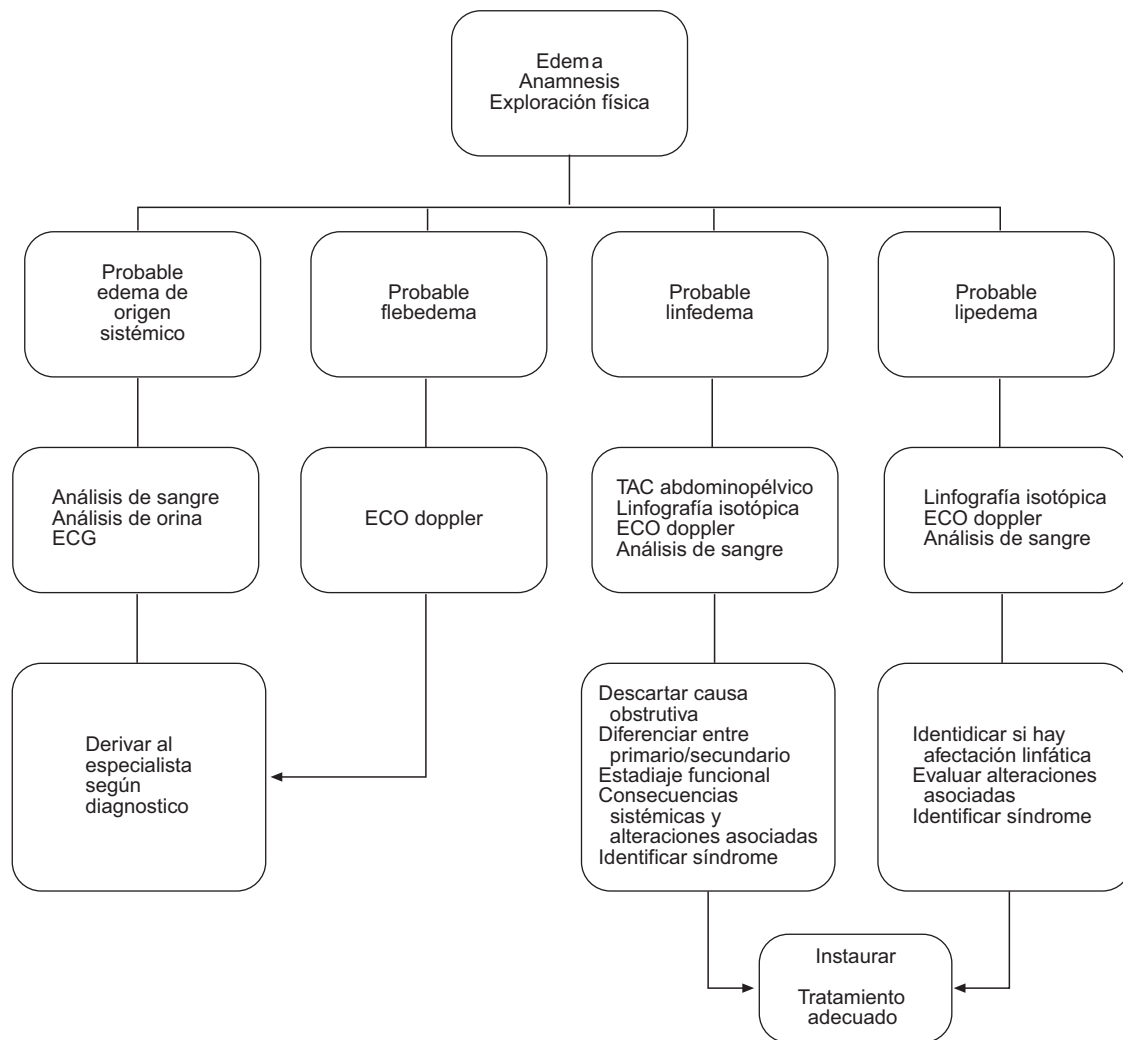 Edema
Anamnesis
Exploración física
Probable
edema de
origen
sistémico
Probable
flebedema
Probable
linfedema
Probable
lipedema
Análisis de sangre
Análisis de orina
ECG
ECO doppler
TAC abdominopélvico
Linfografía isotópica
ECO doppler
Análisis de sangre
Linfografía isotópica
ECO doppler
Análisis de sangre
Derivar al
especialista
según
diagnostico
Descartar causa
obstrutiva
Diferenciar entre
primario/secundario
Estadiaje funcional
Consecuencias
sistémicas y
alteraciones asociadas
Identificar síndrome
Identidicar si hay
afectación linfática
Evaluar alteraciones
asociadas
Identificar síndrome
Instaurar
Tratamiento
adecuado